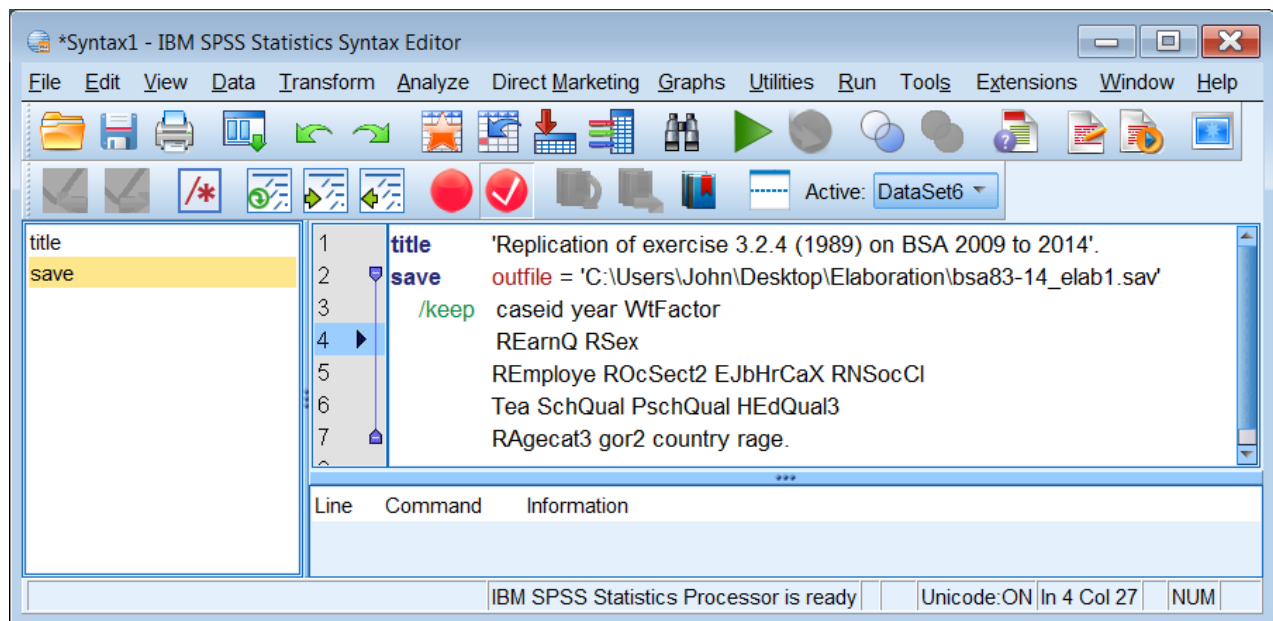 *Syntax1 - IBM SPSS Statistics Syntax Editor
File Edit View Data Transform Analyze Direct Marketing Graphs Utilities Run Tools Extensions Window Help
Active: DataSet6
title
save
1 title 'Replication of exercise 3.2.4 (1989) on BSA 2009 to 2014'.
2 save outfile = 'C:\Users\John\Desktop\Elaboration\bsa83-14_elab1.sav'
3 /keep caseid year WtFactor
4 REarnQ RSex
5 REmploye ROcSect2 EJbHrCaX RNSocCl
6 Tea SchQual PschQual HEdQual3
7 RAgecat3 gor2 country rage.
Line Command Information
IBM SPSS Statistics Processor is ready Unicode:ON In 4 Col 27 NUM